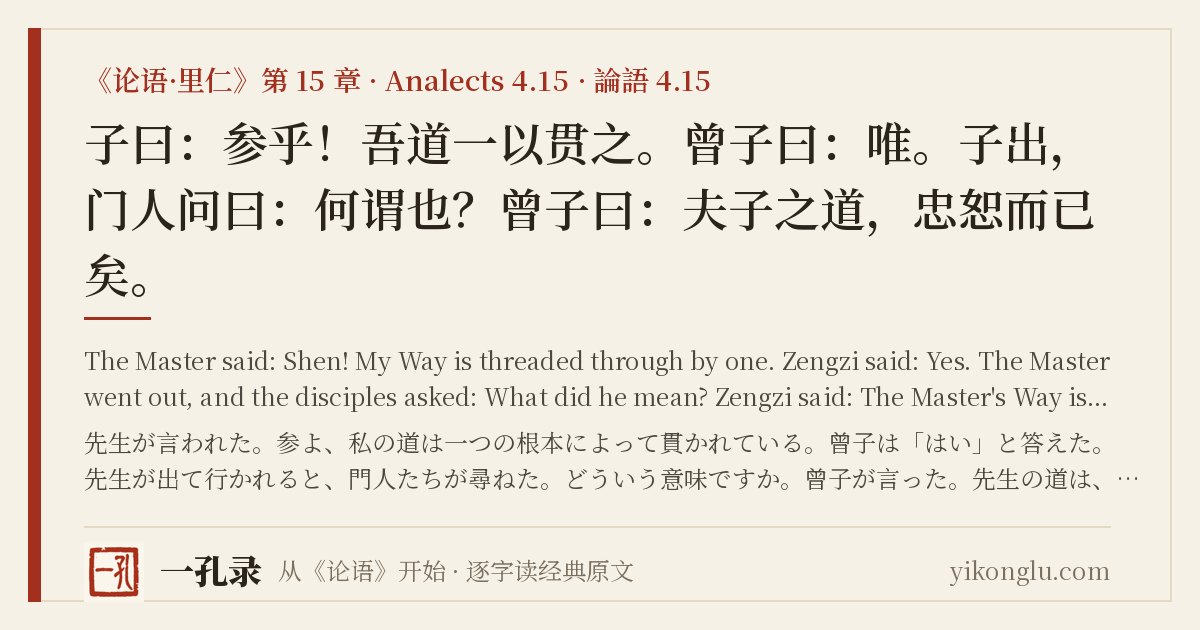 《论语·里仁》第 15 章 · Analects 4.15 · 論語 4.15
子曰：参乎！吾道一以贯之。曾子曰：唯。子出，
门人问曰：何谓也？曾子曰：夫子之道，忠恕而已
矣。
The Master said: Shen! My Way is threaded through by one. Zengzi said: Yes. The Master
went out, and the disciples asked: What did he mean? Zengzi said: The Master's Way is...
先生が言われた。参よ、私の道は一つの根本によって貫かれている。曾子は「はい」と答えた。
先生が出て行かれると、門人たちが尋ねた。どういう意味ですか。曾子が言った。先生の道は、…
一孔
一孔录 从《论语》开始 · 逐字读经典原文 yikonglu.com